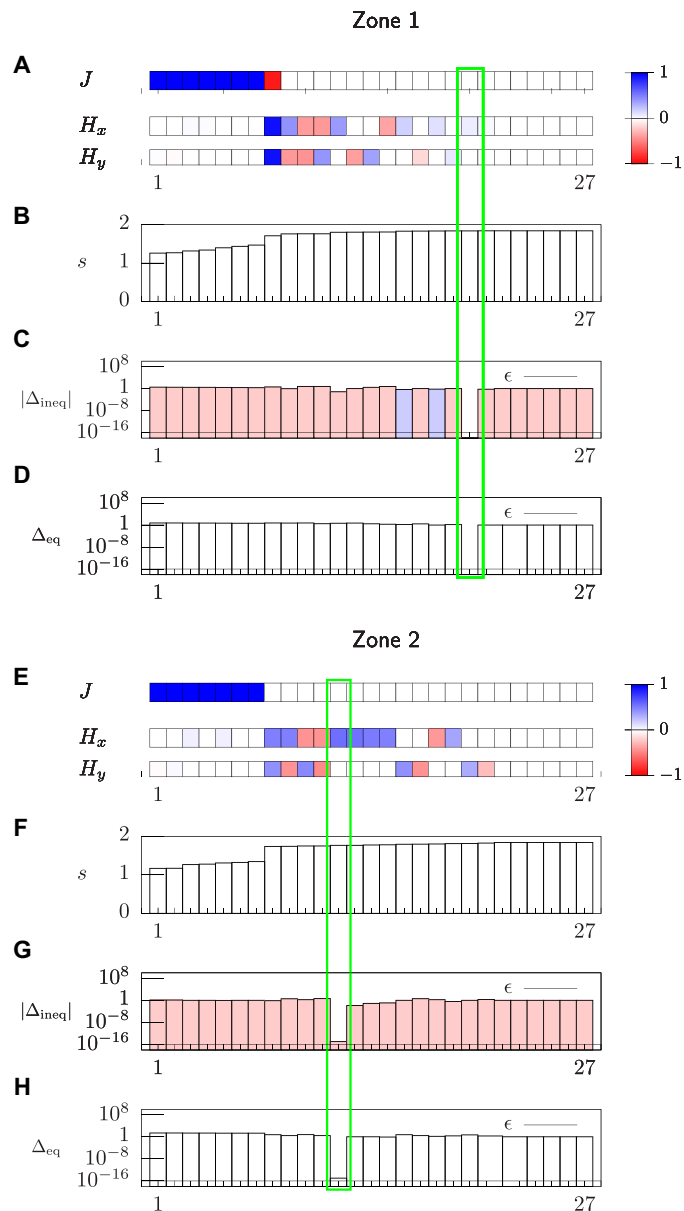 Zone 1
A
J
H_x
H_y
1 27
1
0
−1
B
2
s 1
0
1 27
C
10^8
|Δ_ineq| 1
10^−8
10^−16
ϵ
1 27
D
10^8
Δ_eq 1
10^−8
10^−16
ϵ
1 27
Zone 2
E
J
H_x
H_y
1 27
1
0
−1
F
2
s 1
0
1 27
G
10^8
|Δ_ineq| 1
10^−8
10^−16
ϵ
1 27
H
10^8
Δ_eq 1
10^−8
10^−16
ϵ
1 27